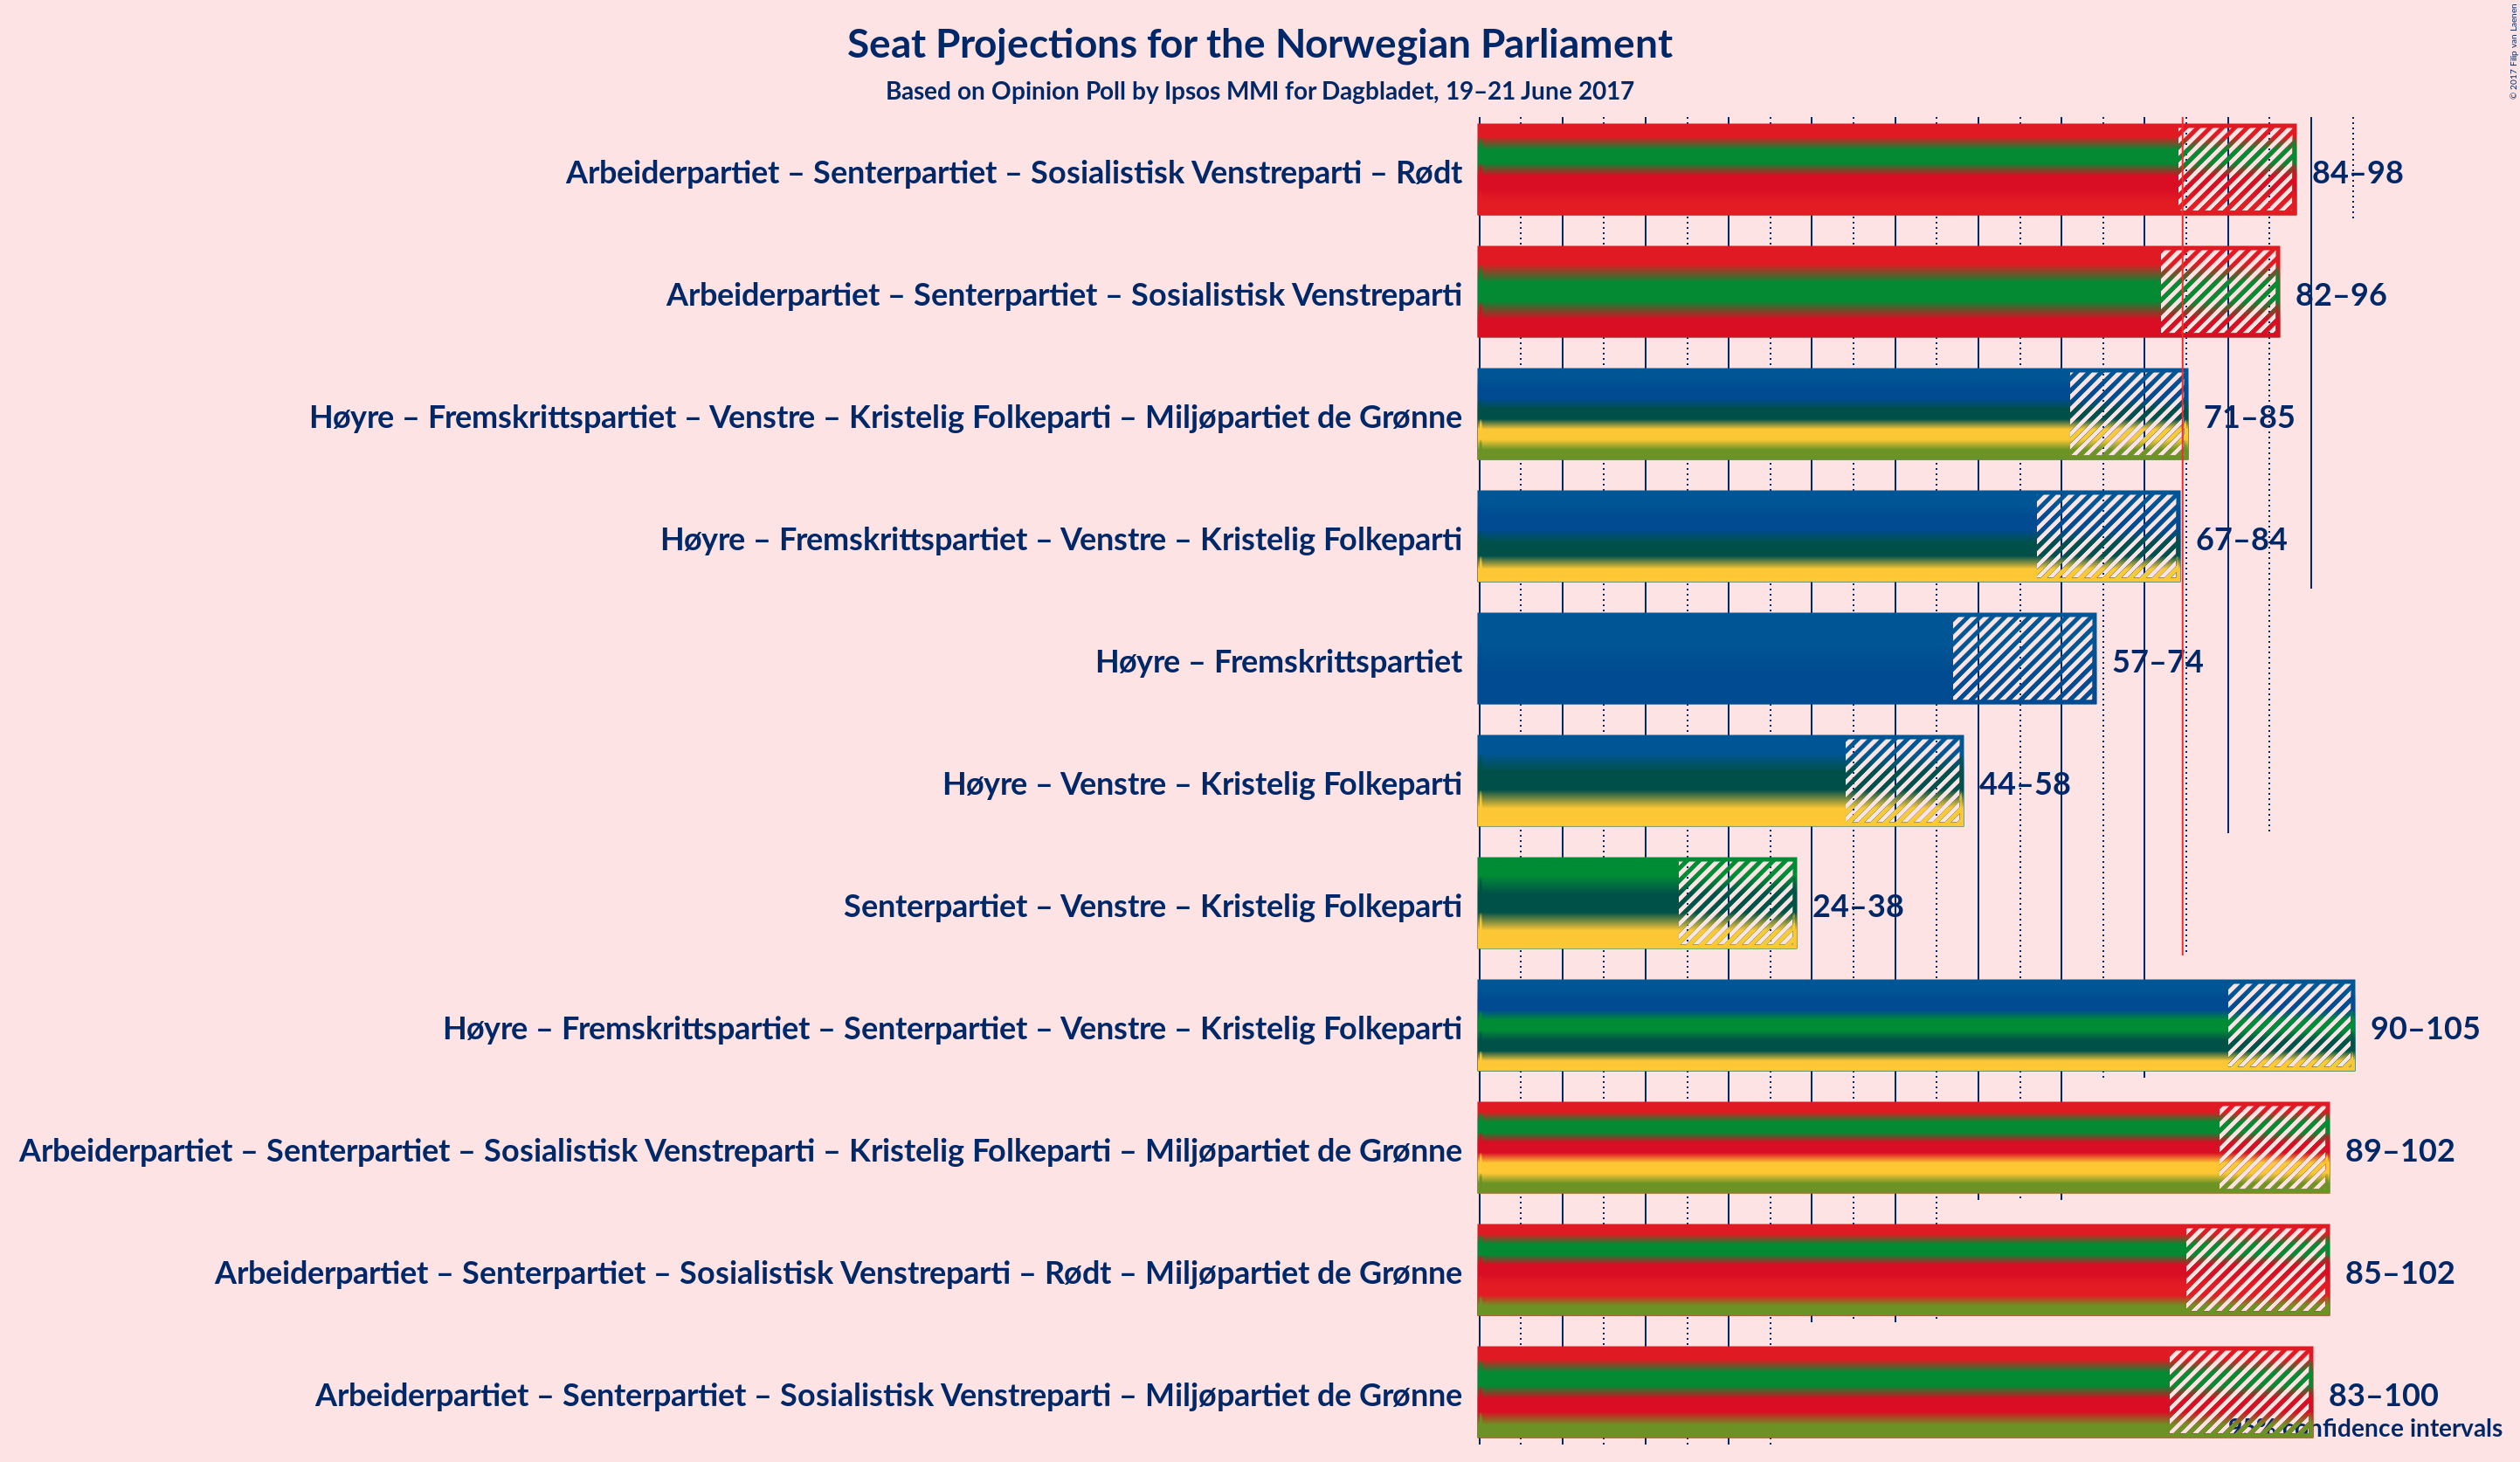 Seat Projections for the Norwegian Parliament
Based on Opinion Poll by Ipsos MMI for Dagbladet, 19–21 June 2017
© 2017 Filip van Laenen
Arbeiderpartiet – Senterpartiet – Sosialistisk Venstreparti – Rødt 84–98
Arbeiderpartiet – Senterpartiet – Sosialistisk Venstreparti 82–96
Høyre – Fremskrittspartiet – Venstre – Kristelig Folkeparti – Miljøpartiet de Grønne 71–85
Høyre – Fremskrittspartiet – Venstre – Kristelig Folkeparti 67–84
Høyre – Fremskrittspartiet 57–74
Høyre – Venstre – Kristelig Folkeparti 44–58
Senterpartiet – Venstre – Kristelig Folkeparti 24–38
Høyre – Fremskrittspartiet – Senterpartiet – Venstre – Kristelig Folkeparti 90–105
Arbeiderpartiet – Senterpartiet – Sosialistisk Venstreparti – Kristelig Folkeparti – Miljøpartiet de Grønne 89–102
Arbeiderpartiet – Senterpartiet – Sosialistisk Venstreparti – Rødt – Miljøpartiet de Grønne 85–102
Arbeiderpartiet – Senterpartiet – Sosialistisk Venstreparti – Miljøpartiet de Grønne 83–100
95% confidence intervals